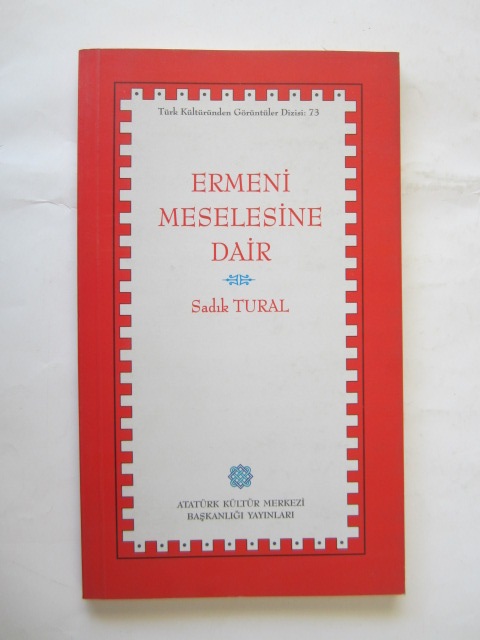 Türk Kültüründen Görüntüler Dizisi: 73
ERMENİ
MESELESİNE
DAİR
Sadık TURAL
ATATÜRK KÜLTÜR MERKEZİ
BAŞKANLIĞI YAYINLARI